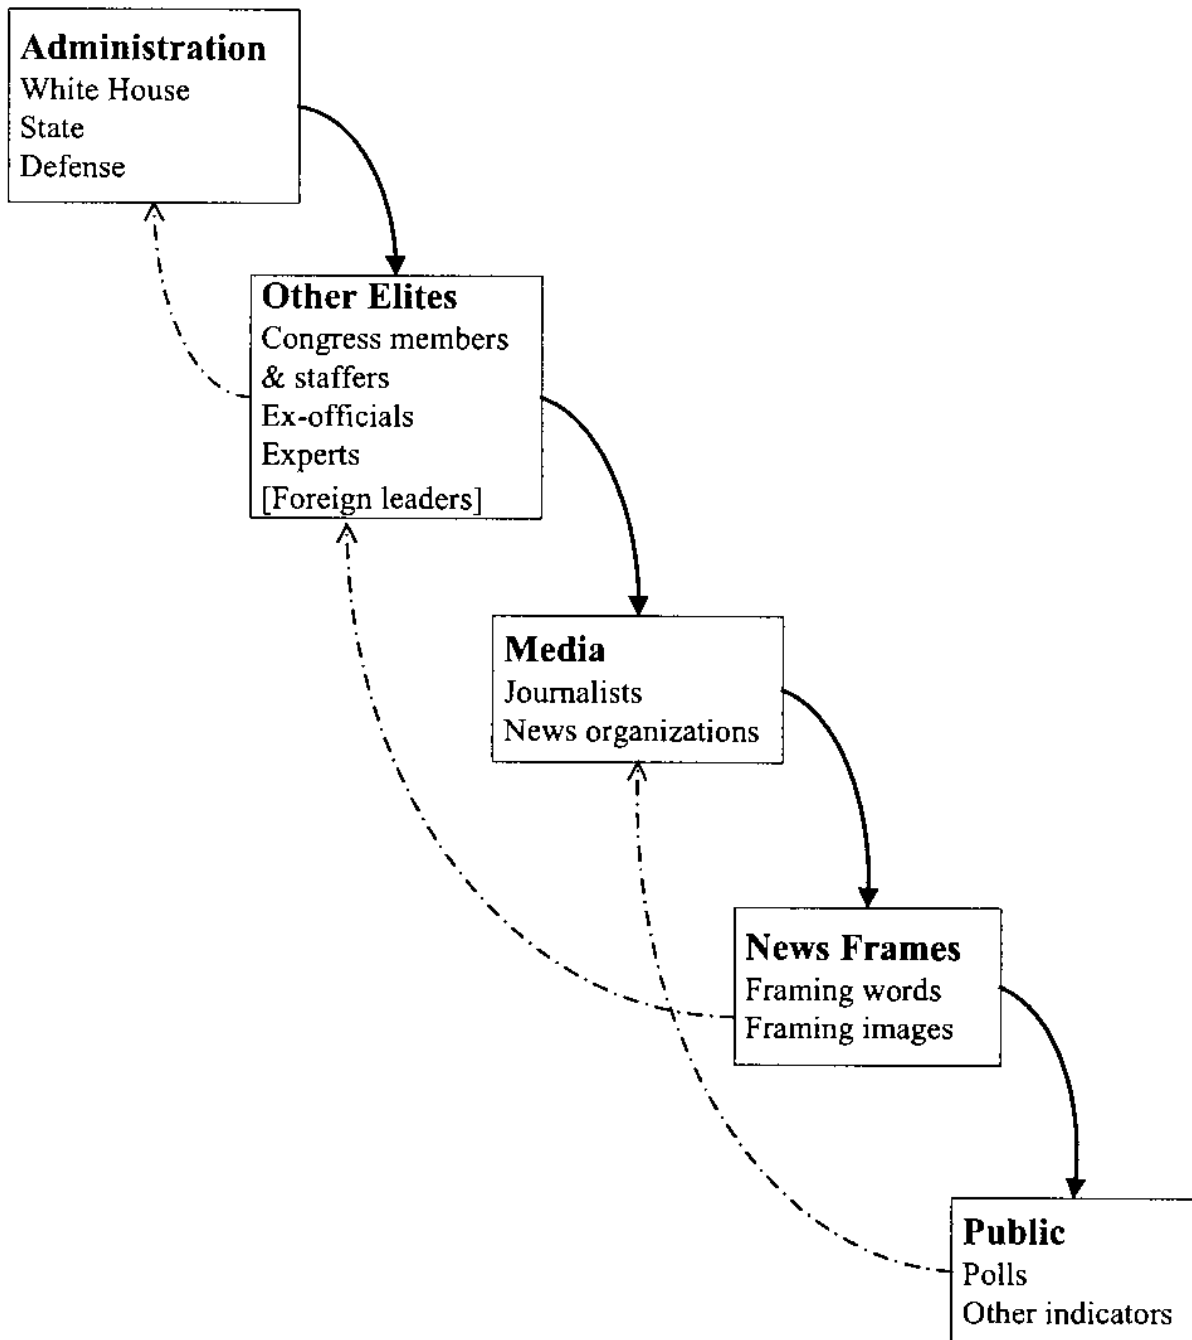 Administration
White House
State
Defense
Other Elites
Congress members
& staffers
Ex-officials
Experts
[Foreign leaders]
Media
Journalists
News organizations
News Frames
Framing words
Framing images
Public
Polls
Other indicators